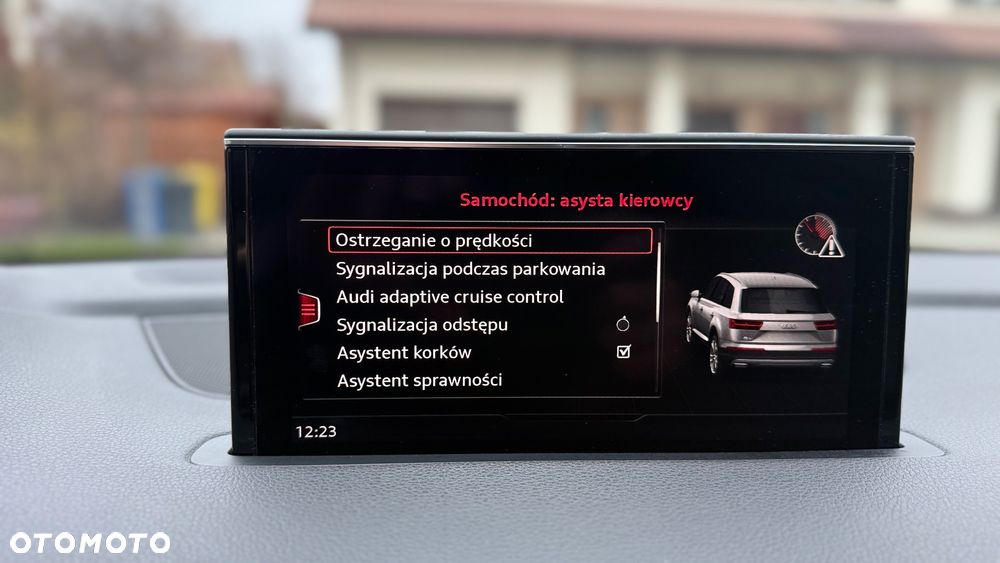 Samochód: asysta kierowcy
Ostrzeganie o prędkości
Sygnalizacja podczas parkowania
Audi adaptive cruise control
Sygnalizacja odstępu
Asystent korków
Asystent sprawności
12:23
OTOMOTO